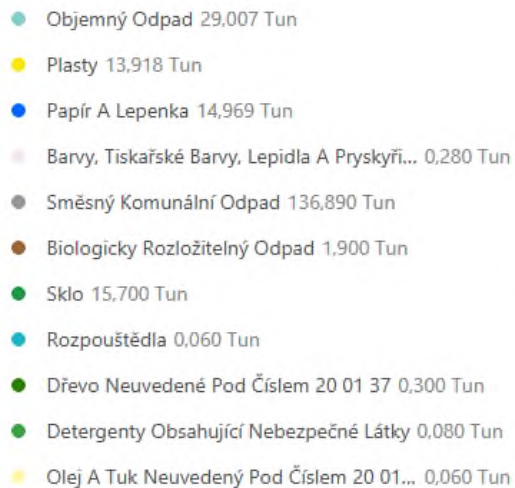 Objemný Odpad 29,007 Tun
Plasty 13,918 Tun
Papír A Lepenka 14,969 Tun
Barvy, Tiskařské Barvy, Lepidla A Pryskyři... 0,280 Tun
Směsný Komunální Odpad 136,890 Tun
Biologicky Rozložitelný Odpad 1,900 Tun
Sklo 15,700 Tun
Rozpouštědla 0,060 Tun
Dřevo Neuvedené Pod Číslem 20 01 37 0,300 Tun
Detergenty Obsahující Nebezpečné Látky 0,080 Tun
Olej A Tuk Neuvedený Pod Číslem 20 01... 0,060 Tun